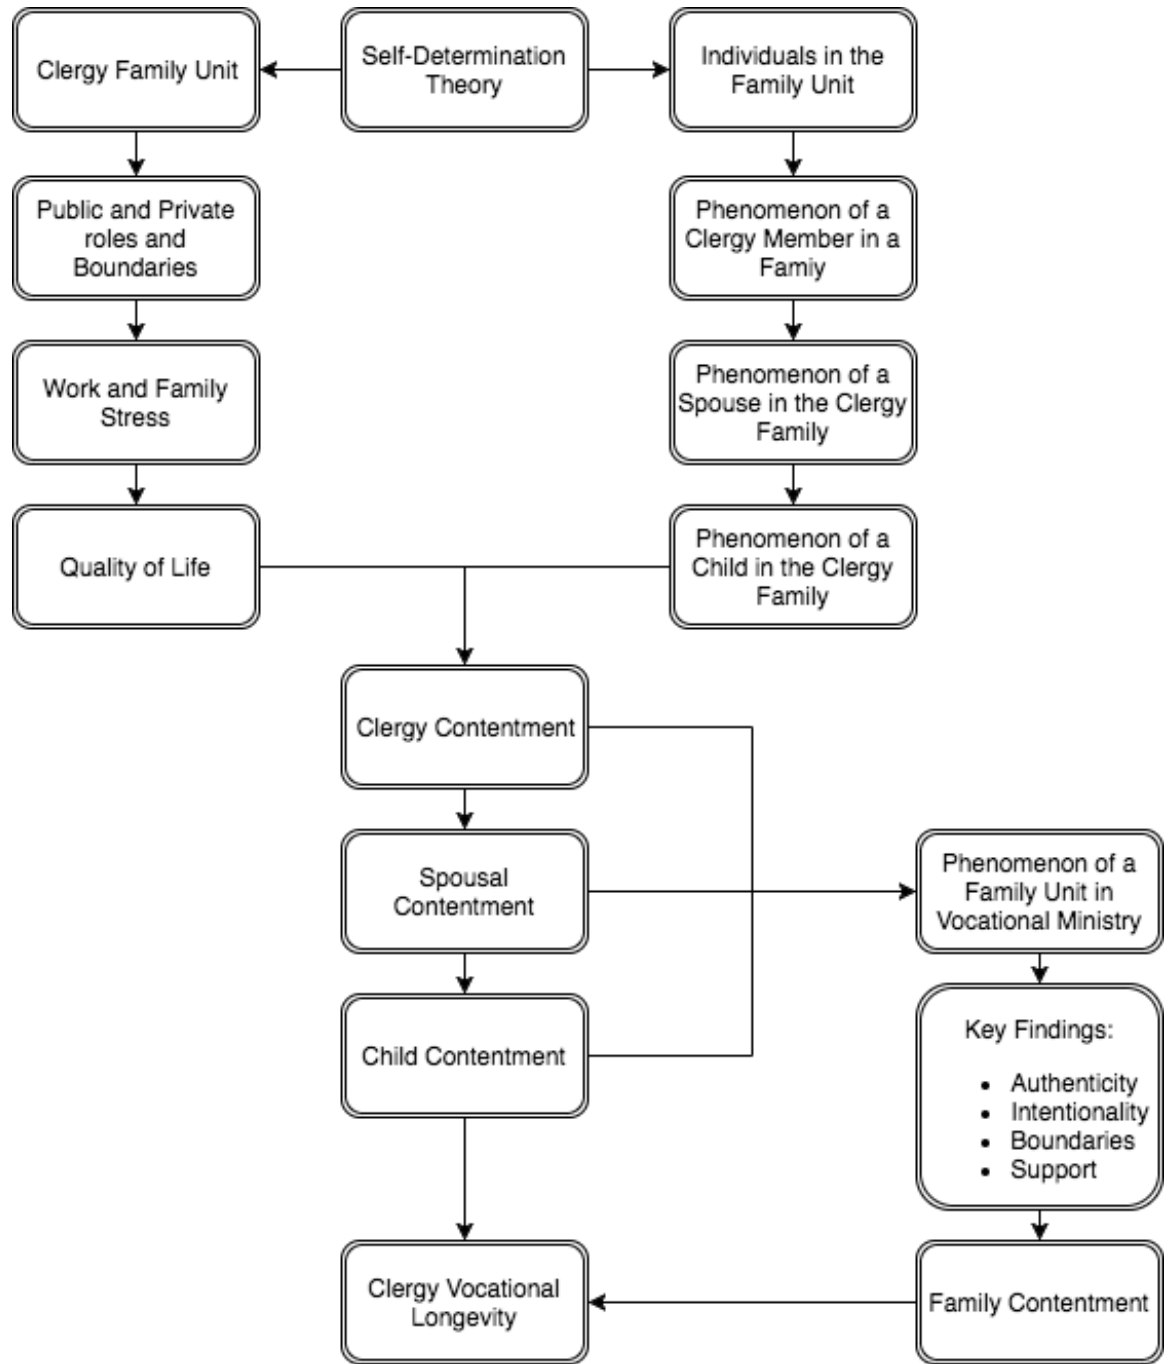 Clergy Family Unit
Self-Determination
Theory
Individuals in the
Family Unit
Public and Private
roles and
Boundaries
Phenomenon of a
Clergy Member in a
Famiy
Work and Family
Stress
Phenomenon of a
Spouse in the Clergy
Family
Quality of Life
Phenomenon of a
Child in the Clergy
Family
Clergy Contentment
Spousal
Contentment
Phenomenon of a
Family Unit in
Vocational Ministry
Child Contentment
Key Findings:
• Authenticity
• Intentionality
• Boundaries
• Support
Clergy Vocational
Longevity
Family Contentment